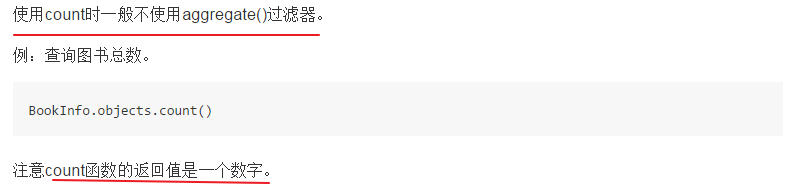 使用count时一般不使用aggregate()过滤器。
例：查询图书总数。
BookInfo.objects.count()
注意count函数的返回值是一个数字。